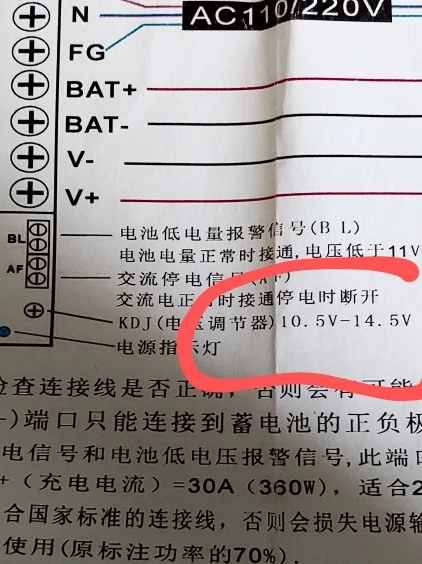 N
AC110/220V
FG
BAT+
BAT-
V-
V+
电池低电量报警信号(B L)
BL
电池电量正常时接通,电压低于11V
AF
交流停电信号(AF)
交流电正常时接通停电时断开
KDJ(电压调节器)10.5V-14.5V
电源指示灯
检查连接线是否正确,否则会有可能
-)端口只能连接到蓄电池的正负极
电信号和电池低电压报警信号,此端口
+(充电电流)=30A(360W),适合2
合国家标准的连接线,否则会损失电源输
使用(原标注功率的70%).